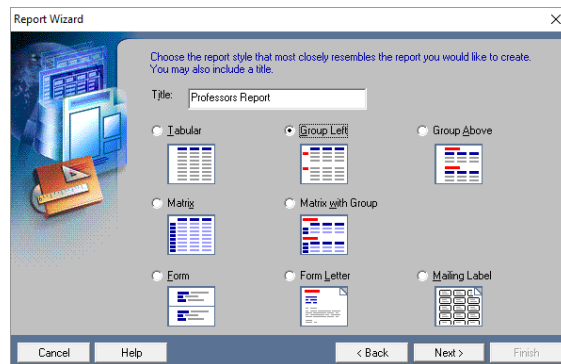 Report Wizard
Choose the report style that most closely resembles the report you would like to create.
You may also include a title.
Title: Professors Report
Tabular Group Left Group Above
Matrix Matrix with Group
Form Form Letter Mailing Label
Cancel Help < Back Next > Finish